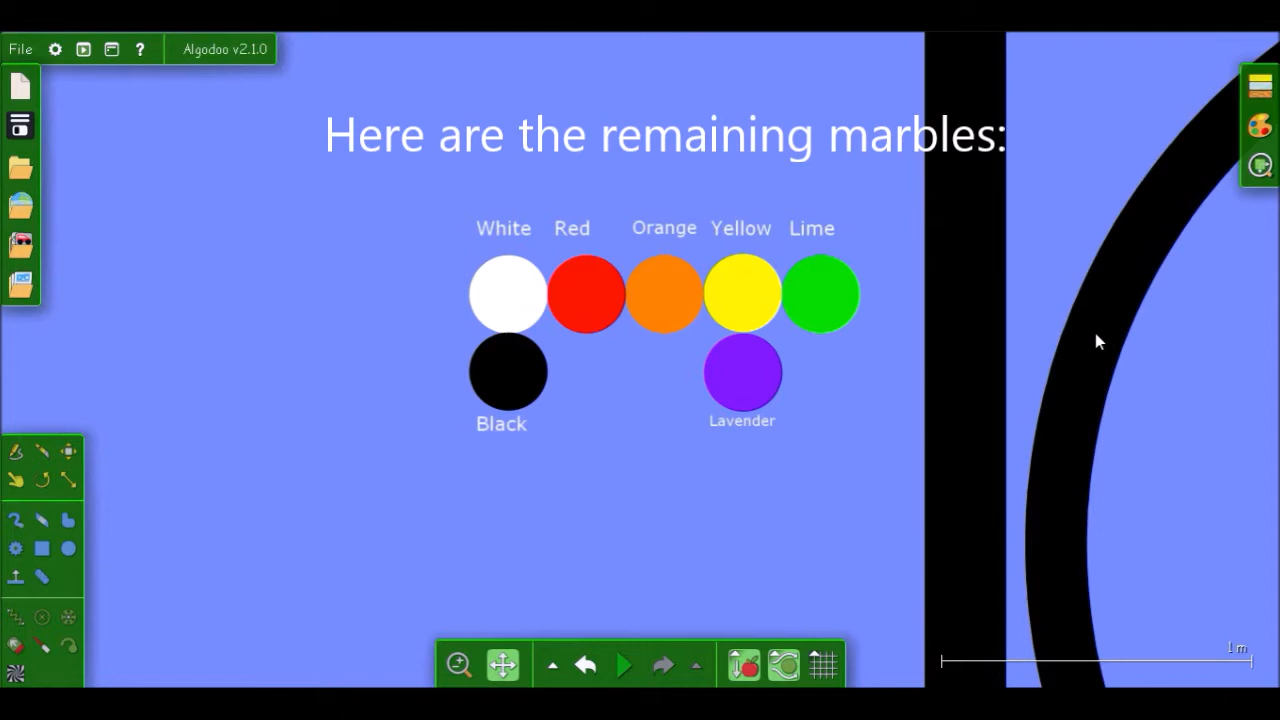 File ? Algodoo v2.1.0
Here are the remaining marbles:
White Red Orange Yellow Lime
Black Lavender
1 m